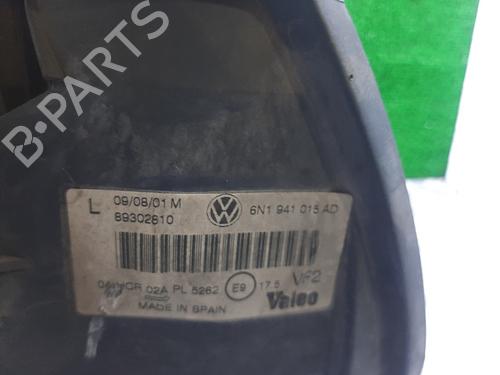 L
09/08/01 M
89302610
6N1 941 015 AD
HCR 02A PL 5262
E9
17.5
VF2
Valeo
MADE IN SPAIN
B-PARTS